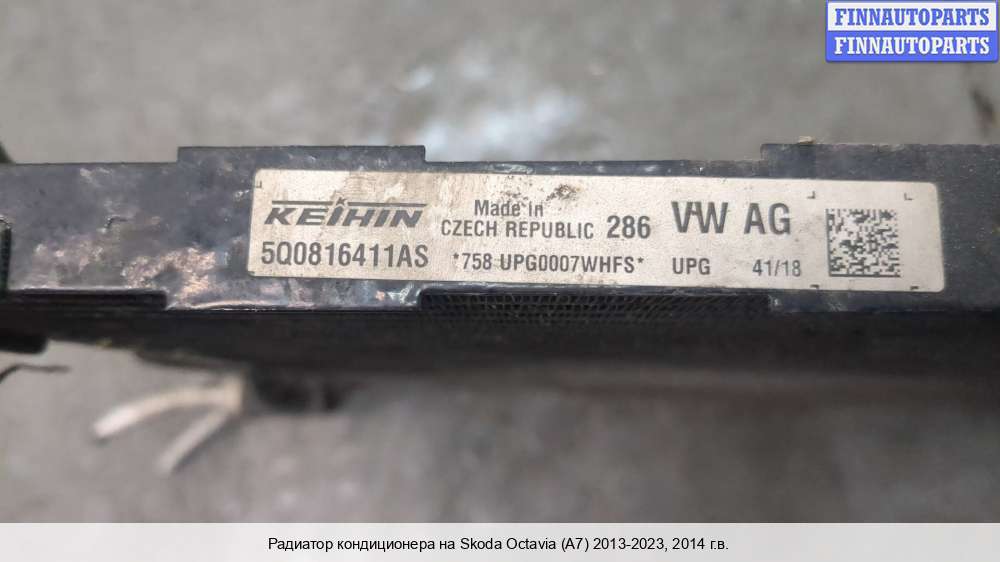 FINNAUTOPARTS
FINNAUTOPARTS
KEIHIN Made in CZECH REPUBLIC 286 VW AG
5Q0816411AS *758 UPG0007WHFS* UPG 41/18
Радиатор кондиционера на Skoda Octavia (A7) 2013-2023, 2014 г.в.